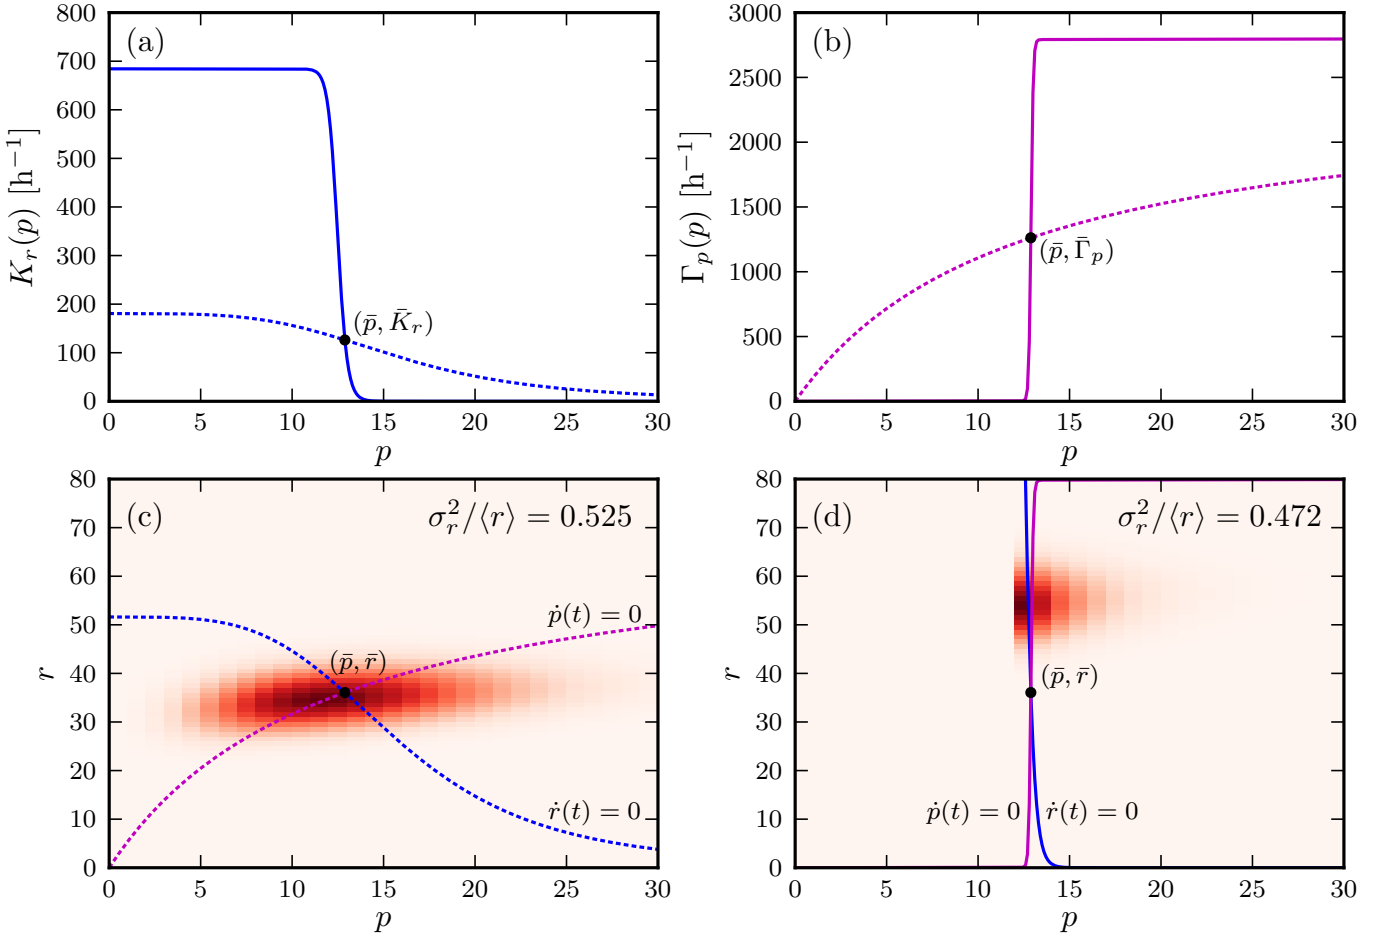 (a)
K_r(p) [h⁻¹]
800
700
600
500
400
300
200
100
0
(p̄, K̄_r)
0 5 10 15 20 25 30
p
(b)
Γ_p(p) [h⁻¹]
3000
2500
2000
1500
1000
500
0
(p̄, Γ̄_p)
0 5 10 15 20 25 30
p
(c)
σ_r²/⟨r⟩ = 0.525
r
80
70
60
50
40
30
20
10
0
ṗ(t) = 0
(p̄, r̄)
ṙ(t) = 0
0 5 10 15 20 25 30
p
(d)
σ_r²/⟨r⟩ = 0.472
r
80
70
60
50
40
30
20
10
0
(p̄, r̄)
ṗ(t) = 0 ṙ(t) = 0
0 5 10 15 20 25 30
p